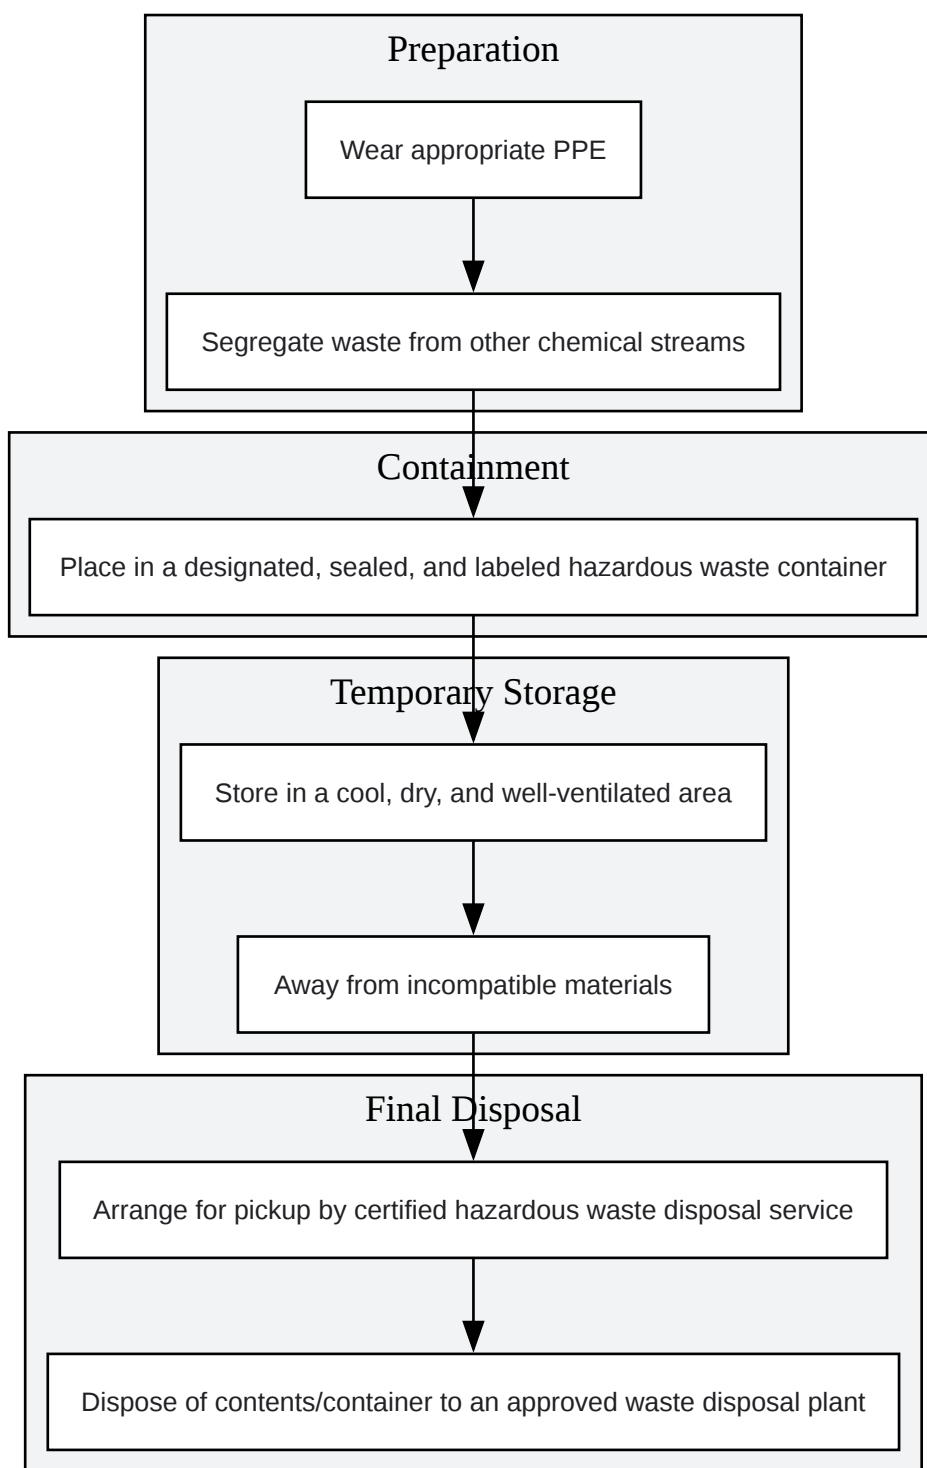 Preparation
Wear appropriate PPE
Segregate waste from other chemical streams
Containment
Place in a designated, sealed, and labeled hazardous waste container
Temporary Storage
Store in a cool, dry, and well-ventilated area
Away from incompatible materials
Final Disposal
Arrange for pickup by certified hazardous waste disposal service
Dispose of contents/container to an approved waste disposal plant